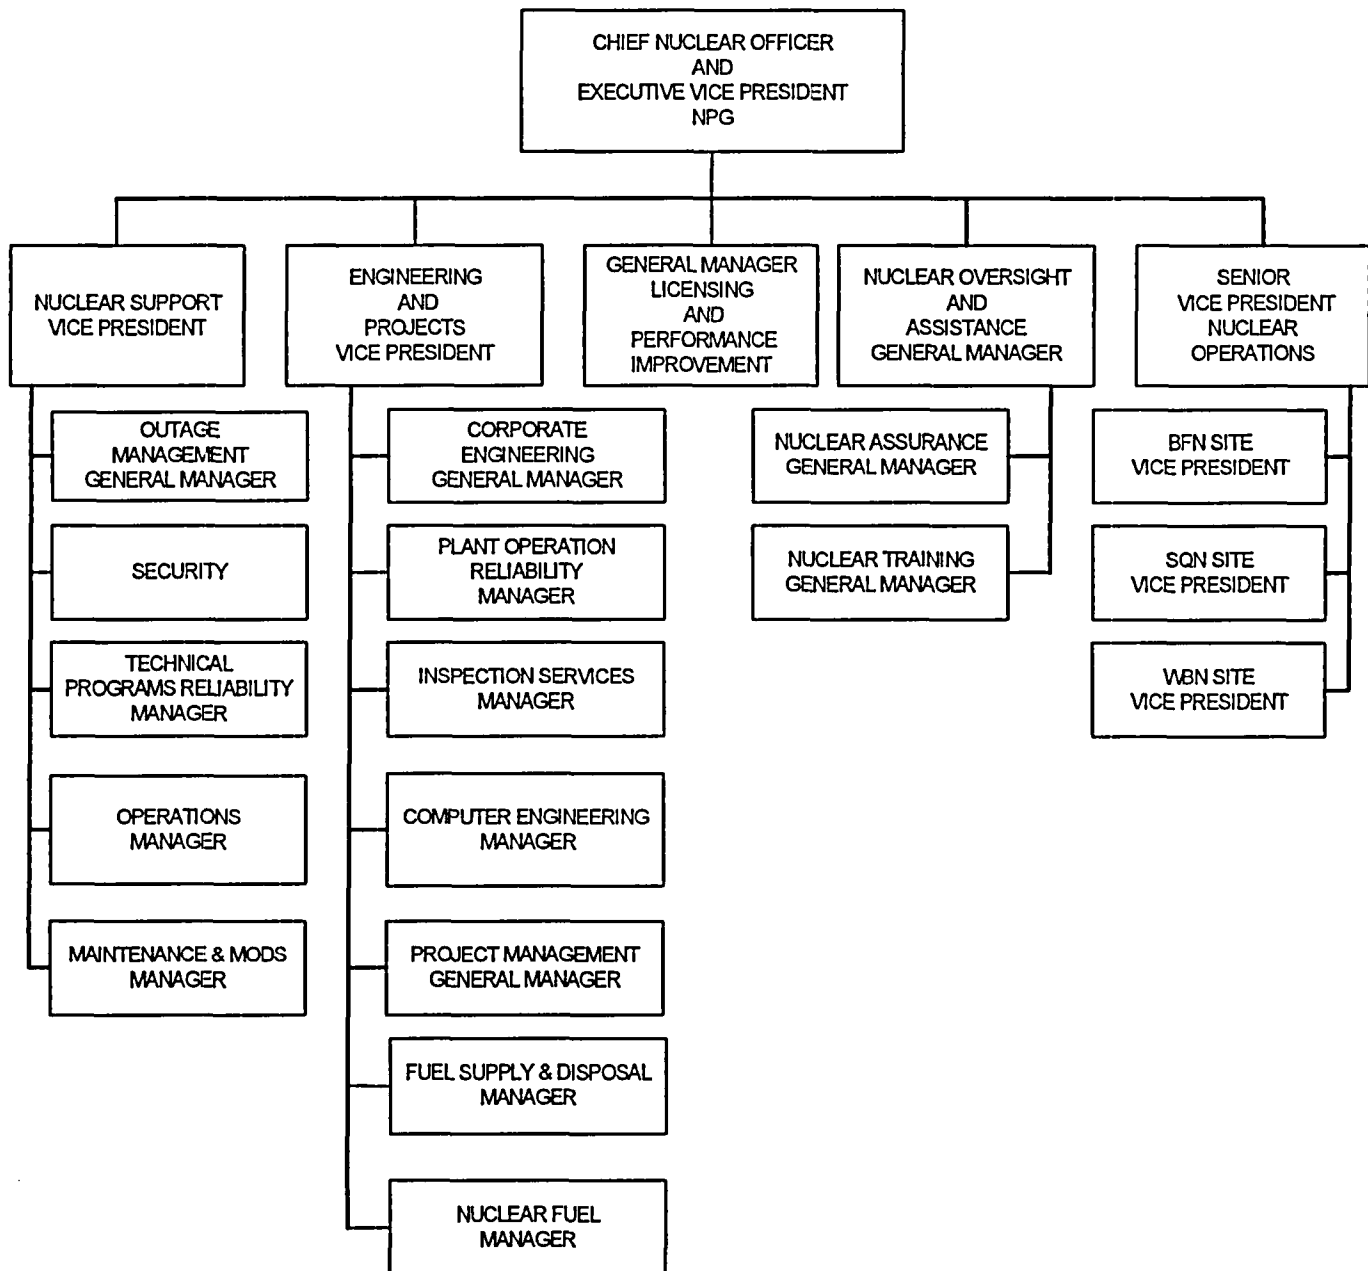 CHIEF NUCLEAR OFFICER
AND
EXECUTIVE VICE PRESIDENT
NPG
NUCLEAR SUPPORT
VICE PRESIDENT
ENGINEERING
AND
PROJECTS
VICE PRESIDENT
GENERAL MANAGER
LICENSING
AND
PERFORMANCE
IMPROVEMENT
NUCLEAR OVERSIGHT
AND
ASSISTANCE
GENERAL MANAGER
SENIOR
VICE PRESIDENT
NUCLEAR
OPERATIONS
OUTAGE
MANAGEMENT
GENERAL MANAGER
SECURITY
TECHNICAL
PROGRAMS RELIABILITY
MANAGER
OPERATIONS
MANAGER
MAINTENANCE & MODS
MANAGER
CORPORATE
ENGINEERING
GENERAL MANAGER
PLANT OPERATION
RELIABILITY
MANAGER
INSPECTION SERVICES
MANAGER
COMPUTER ENGINEERING
MANAGER
PROJECT MANAGEMENT
GENERAL MANAGER
FUEL SUPPLY & DISPOSAL
MANAGER
NUCLEAR FUEL
MANAGER
NUCLEAR ASSURANCE
GENERAL MANAGER
NUCLEAR TRAINING
GENERAL MANAGER
BFN SITE
VICE PRESIDENT
SQN SITE
VICE PRESIDENT
WBN SITE
VICE PRESIDENT